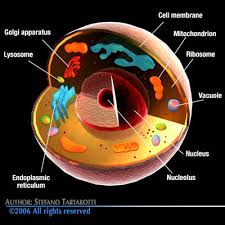 Cell membrane
Golgi apparatus
Mitochondrion
Lysosome
Ribosome
Vacuole
Nucleus
Endoplasmic
reticulum
Nucleolus
AUTHOR: STEFANO TARTAROTTI
©2006 All rights reserved